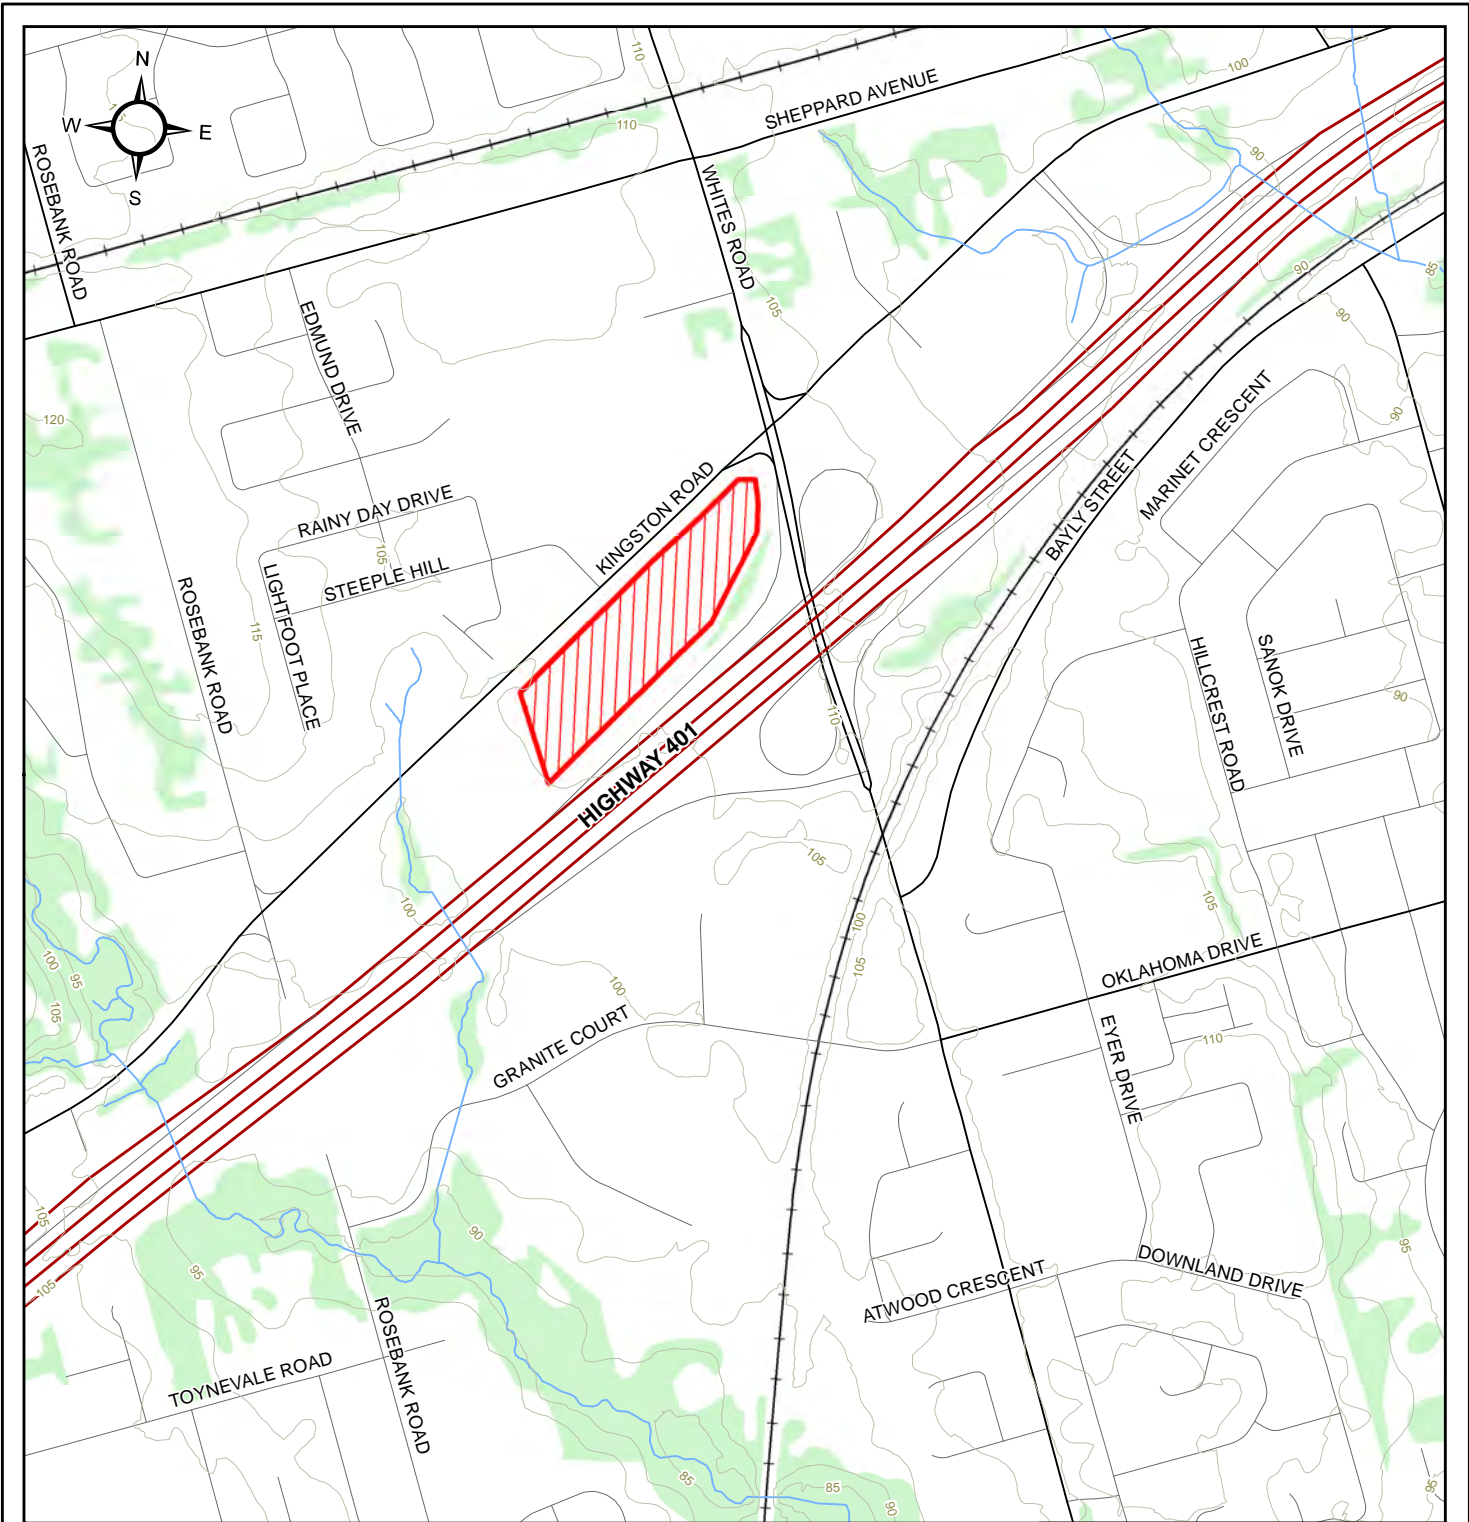 110
100
N
W
E
S
SHEPPARD AVENUE
110
90
ROSEBANK ROAD
WHITES ROAD
90
85
105
90
EDMUND DRIVE
120
90
MARINET CRESCENT
KINGSTON ROAD
BAYLY STREET
RAINY DAY DRIVE
105
STEEPLE HILL
LIGHTFOOT PLACE
ROSEBANK ROAD
115
HILLCREST ROAD
SANOK DRIVE
90
110
HIGHWAY 401
105
105
100
100
OKLAHOMA DRIVE
100
95
105
100
105
GRANITE COURT
EYER DRIVE
110
105
95
90
95
105
DOWNLAND DRIVE
ATWOOD CRESCENT
ROSEBANK ROAD
TOYNEVALE ROAD
85
85
90
95